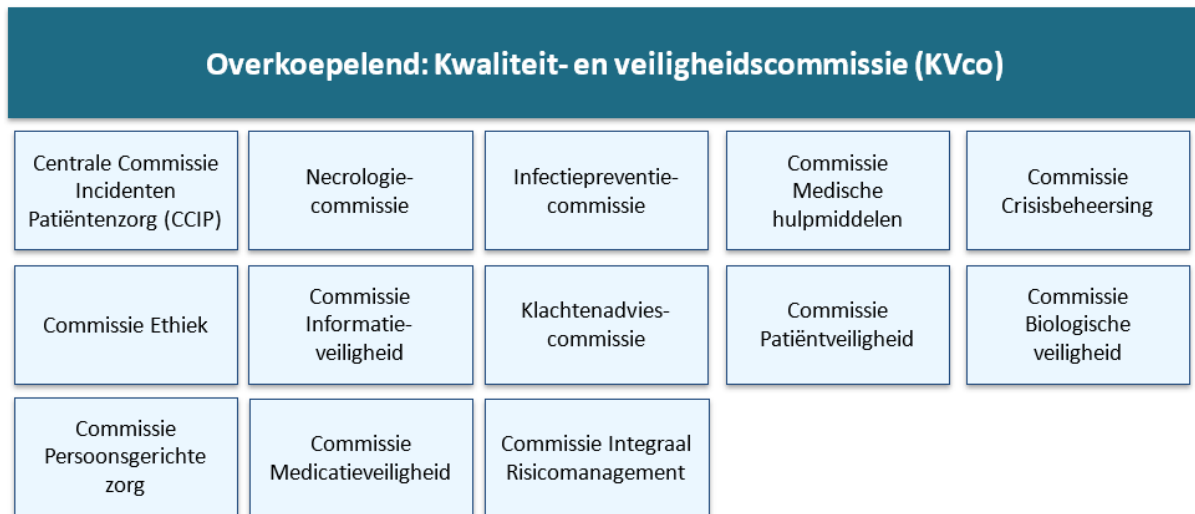 Overkoepelend: Kwaliteit- en veiligheidscommissie (KVco)
Centrale Commissie
Incidenten
Patiëntenzorg (CCIP)
Necrologie-
commissie
Infectiepreventie-
commissie
Commissie
Medische
hulpmiddelen
Commissie
Crisisbeheersing
Commissie Ethiek
Commissie
Informatie-
veiligheid
Klachtenadvies-
commissie
Commissie
Patiëntveiligheid
Commissie
Biologische
veiligheid
Commissie
Persoonsgerichte
zorg
Commissie
Medicatieveiligheid
Commissie Integraal
Risicomanagement